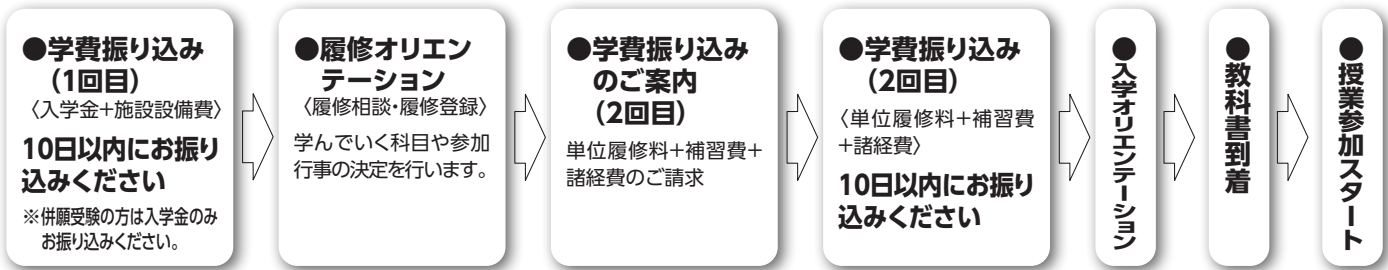 ●学費振り込み
(1回目)
〈入学金+施設設備費〉
10日以内にお振り
込みください
※併願受験の方は入学金のみ
お振り込みください。
●履修オリエン
テーション
〈履修相談・履修登録〉
学んでいく科目や参加
行事の決定を行います。
●学費振り込み
のご案内
(2回目)
単位履修料+補習費+
諸経費のご請求
●学費振り込み
(2回目)
〈単位履修料+補習費
+諸経費〉
10日以内にお振り
込みください
●入学オリエンテーション
●教科書到着
●授業参加スタート